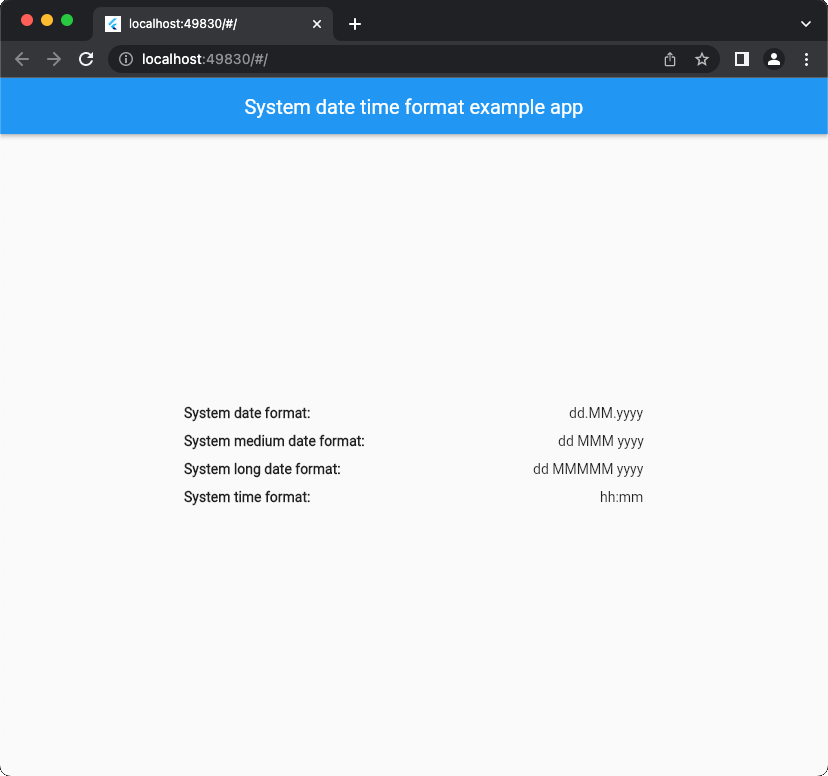 localhost:49830/#/
localhost:49830/#/
System date time format example app
System date format: dd.MM.yyyy
System medium date format: dd MMM yyyy
System long date format: dd MMMMM yyyy
System time format: hh:mm